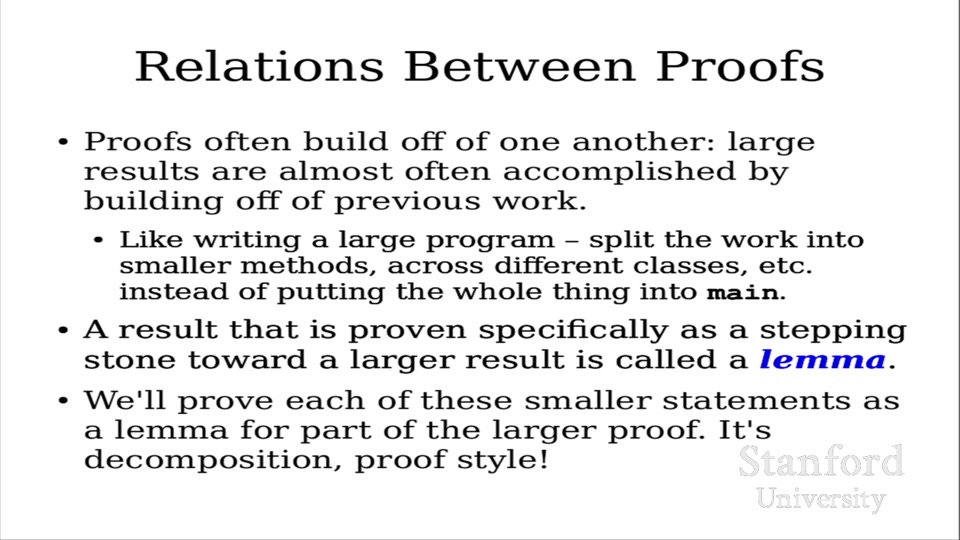 Relations Between Proofs
• Proofs often build off of one another: large
results are almost often accomplished by
building off of previous work.
• Like writing a large program – split the work into
smaller methods, across different classes, etc.
instead of putting the whole thing into main.
• A result that is proven specifically as a stepping
stone toward a larger result is called a lemma.
• We'll prove each of these smaller statements as
a lemma for part of the larger proof. It's
decomposition, proof style!
Stanford
University